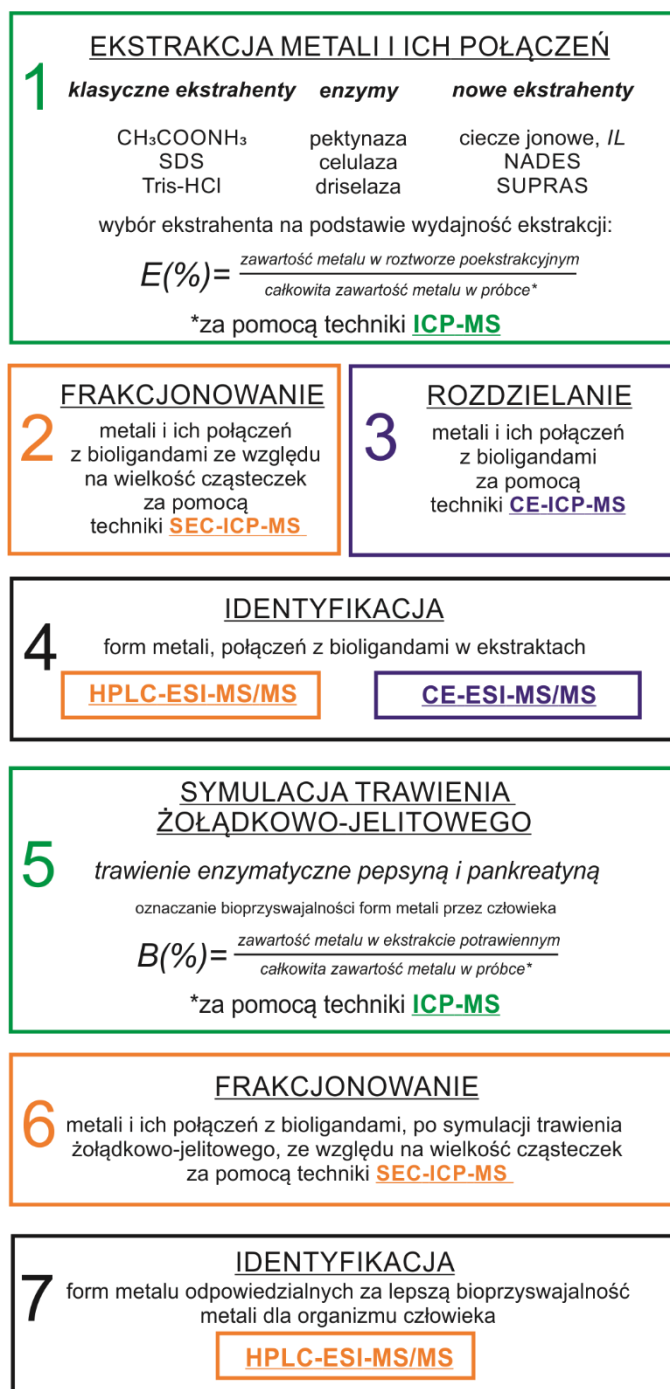 1
EKSTRAKCJA METALI I ICH POŁĄCZEŃ
klasyczne ekstrahenty enzymy nowe ekstrahenty
CH₃COONH₃ pektynaza ciecze jonowe, IL
SDS celulaza NADES
Tris-HCl driselaza SUPRAS
wybór ekstrahenta na podstawie wydajność ekstrakcji:
E(%)= zawartość metalu w roztworze poekstrakcyjnym
całkowita zawartość metalu w próbce*
*za pomocą techniki ICP-MS
2
FRAKCJONOWANIE
metali i ich połączeń
z bioligandami ze względu
na wielkość cząsteczek
za pomocą
techniki SEC-ICP-MS
3
ROZDZIELANIE
metali i ich połączeń
z bioligandami
za pomocą
techniki CE-ICP-MS
4
IDENTYFIKACJA
form metali, połączeń z bioligandami w ekstraktach
HPLC-ESI-MS/MS CE-ESI-MS/MS
5
SYMULACJA TRAWIENIA
ŻOŁĄDKOWO-JELITOWEGO
trawienie enzymatyczne pepsyną i pankreatyną
oznaczanie bioprzyswajalności form metali przez człowieka
B(%)= zawartość metalu w ekstrakcie potrawiennym
całkowita zawartość metalu w próbce*
*za pomocą techniki ICP-MS
6
FRAKCJONOWANIE
metali i ich połączeń z bioligandami, po symulacji trawienia
żołądkowo-jelitowego, ze względu na wielkość cząsteczek
za pomocą techniki SEC-ICP-MS
7
IDENTYFIKACJA
form metalu odpowiedzialnych za lepszą bioprzyswajalność
metali dla organizmu człowieka
HPLC-ESI-MS/MS